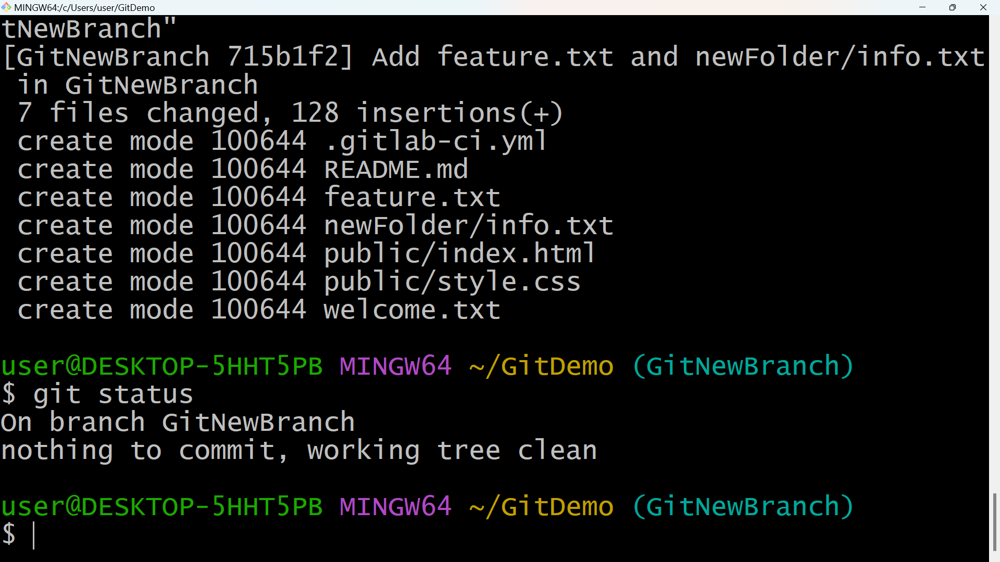 MINGW64:/c/Users/user/GitDemo
tNewBranch"
[GitNewBranch 715b1f2] Add feature.txt and newFolder/info.txt
 in GitNewBranch
 7 files changed, 128 insertions(+)
 create mode 100644 .gitlab-ci.yml
 create mode 100644 README.md
 create mode 100644 feature.txt
 create mode 100644 newFolder/info.txt
 create mode 100644 public/index.html
 create mode 100644 public/style.css
 create mode 100644 welcome.txt
user@DESKTOP-5HHT5PB MINGW64 ~/GitDemo (GitNewBranch)
$ git status
On branch GitNewBranch
nothing to commit, working tree clean
user@DESKTOP-5HHT5PB MINGW64 ~/GitDemo (GitNewBranch)
$